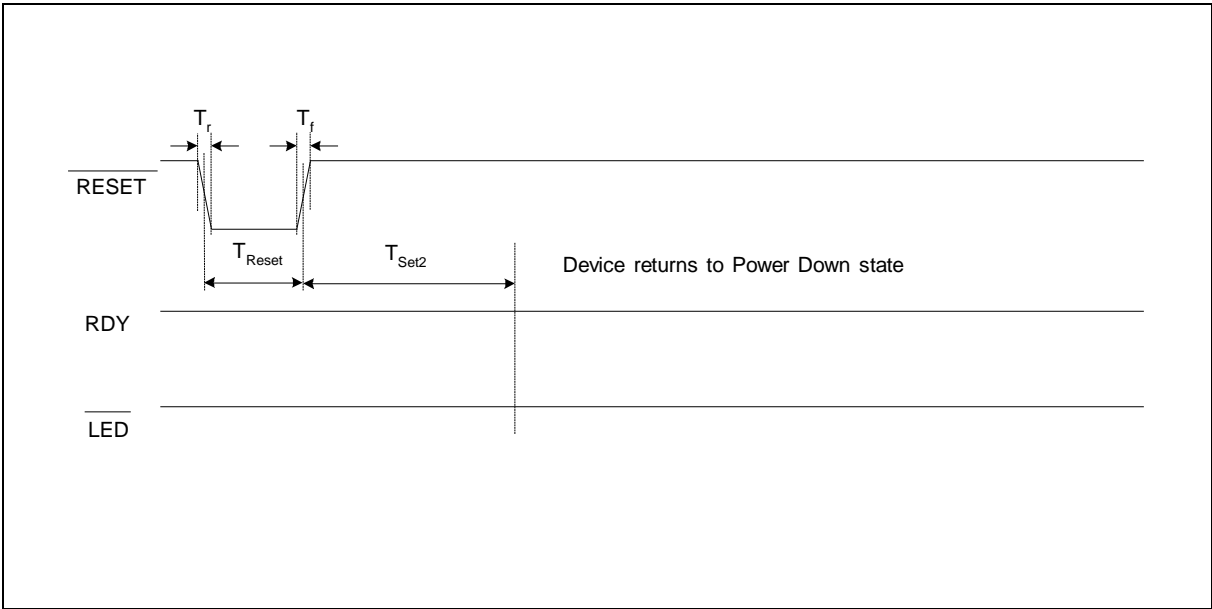 Tr Tf
RESET
TReset TSet2 Device returns to Power Down state
RDY
LED